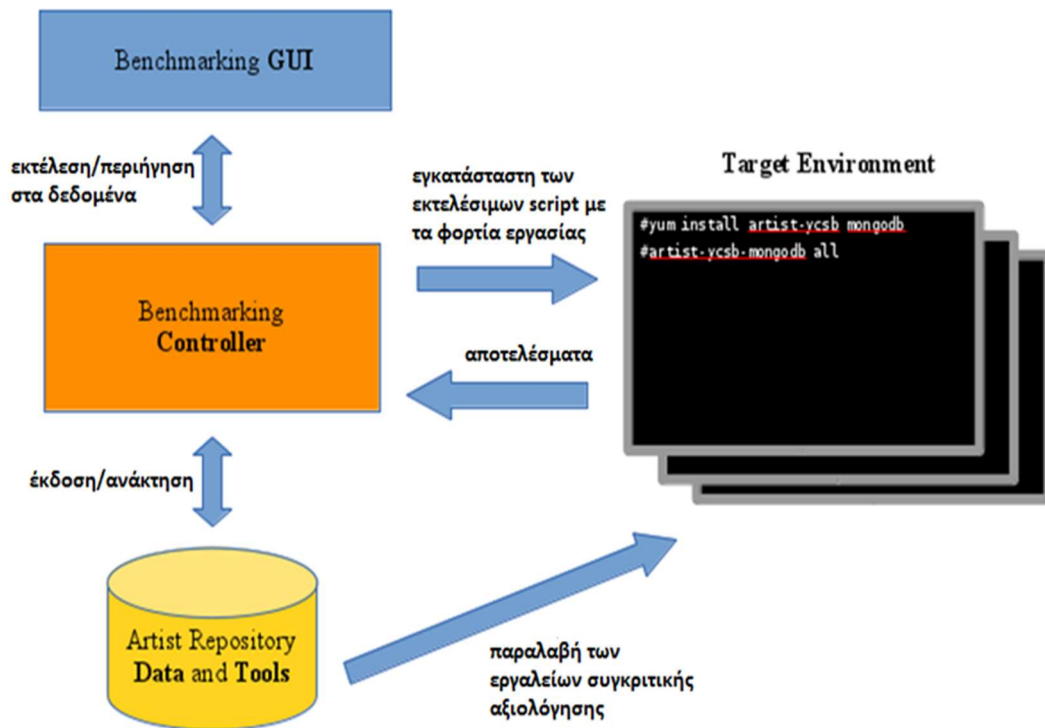 Benchmarking GUI
εκτέλεση/περιήγηση
στα δεδομένα
εγκατάσταστη των
εκτελέσιμων script με
τα φορτία εργασίας
Target Environment
#yum install artist-ycsb mongodb
#artist-ycsb-mongodb all
Benchmarking
Controller
αποτελέσματα
έκδοση/ανάκτηση
Artist Repository
Data and Tools
παραλαβή των
εργαλείων συγκριτικής
αξιολόγησης